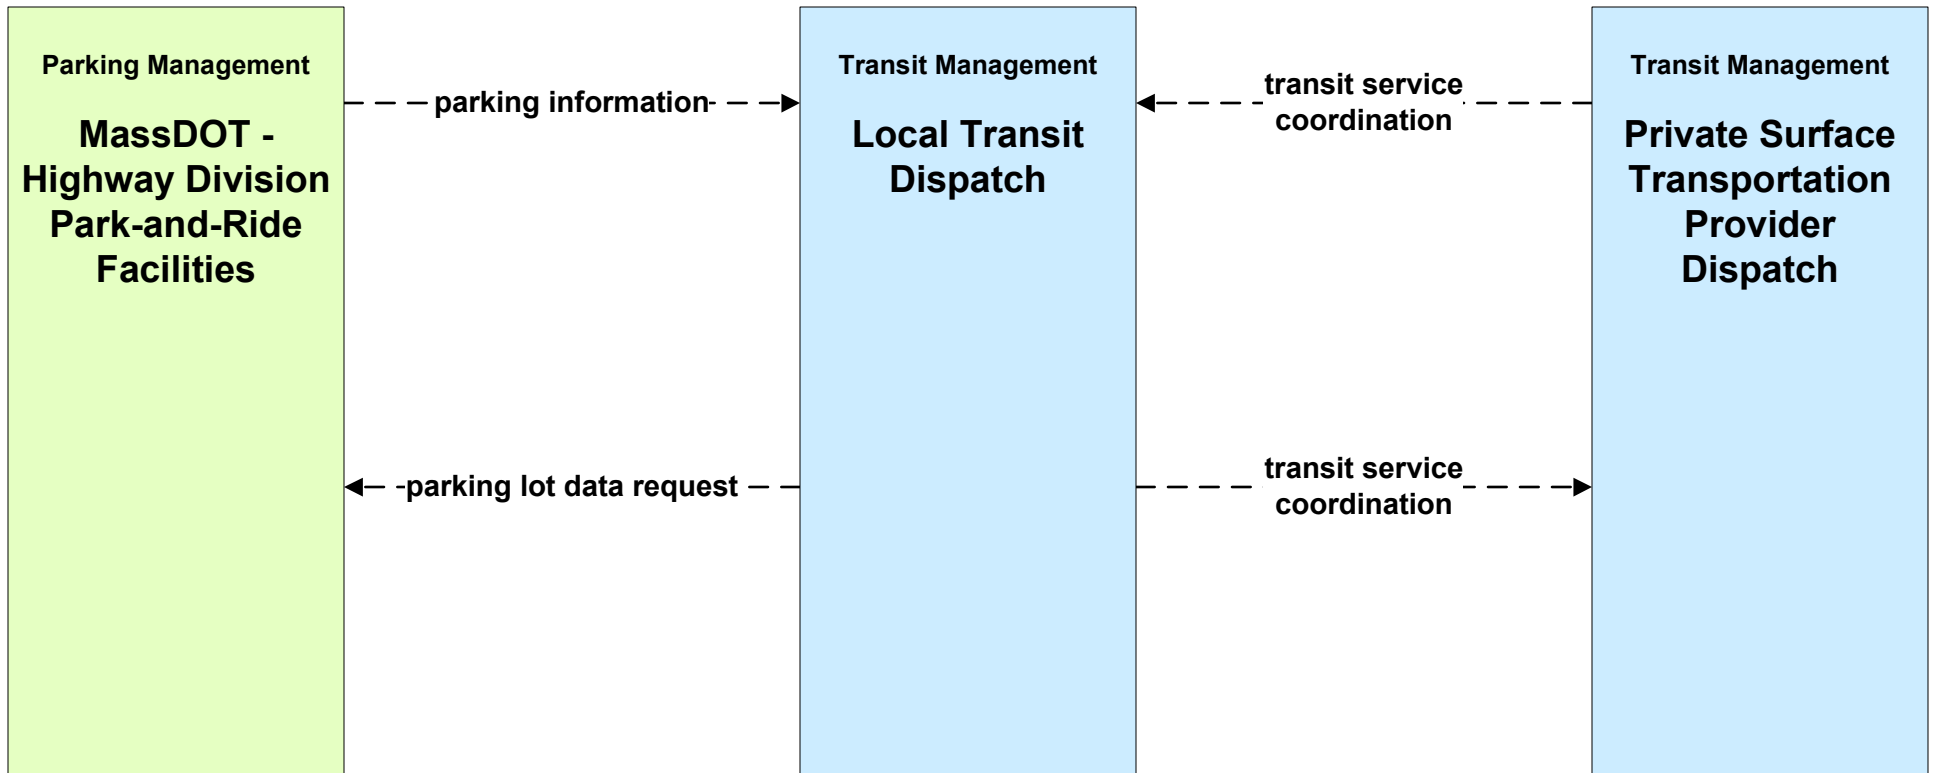 Parking Management
MassDOT -
Highway Division
Park-and-Ride
Facilities
parking information
parking lot data request
Transit Management
Local Transit
Dispatch
transit service
coordination
transit service
coordination
Transit Management
Private Surface
Transportation
Provider
Dispatch